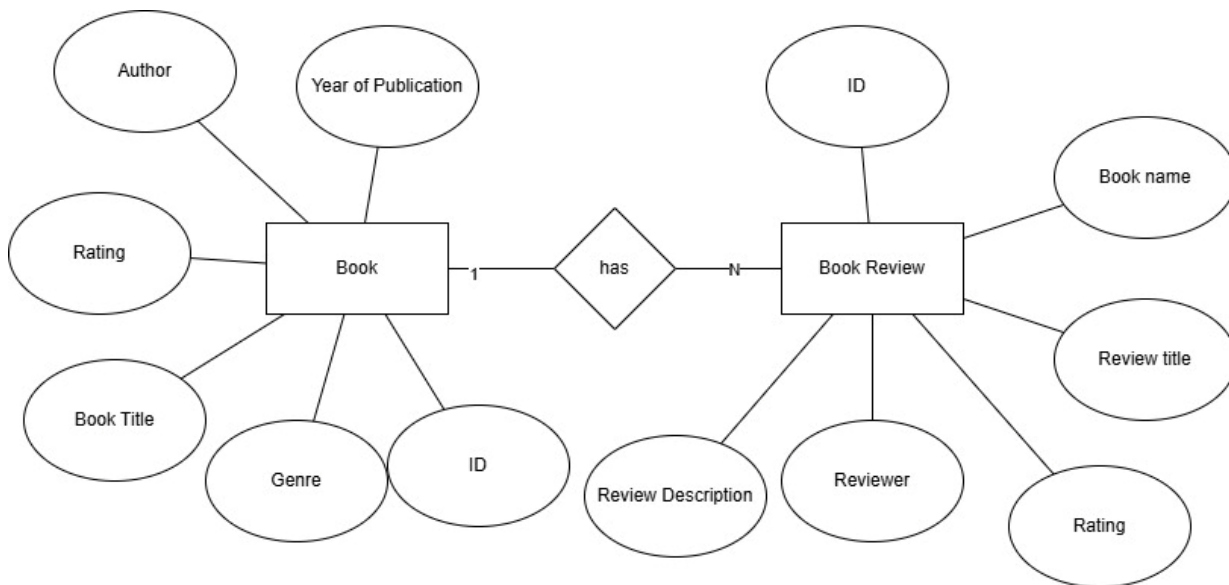 Author
Year of Publication
ID
Book name
Rating
Book
1
has
N
Book Review
Review title
Book Title
Genre
ID
Review Description
Reviewer
Rating